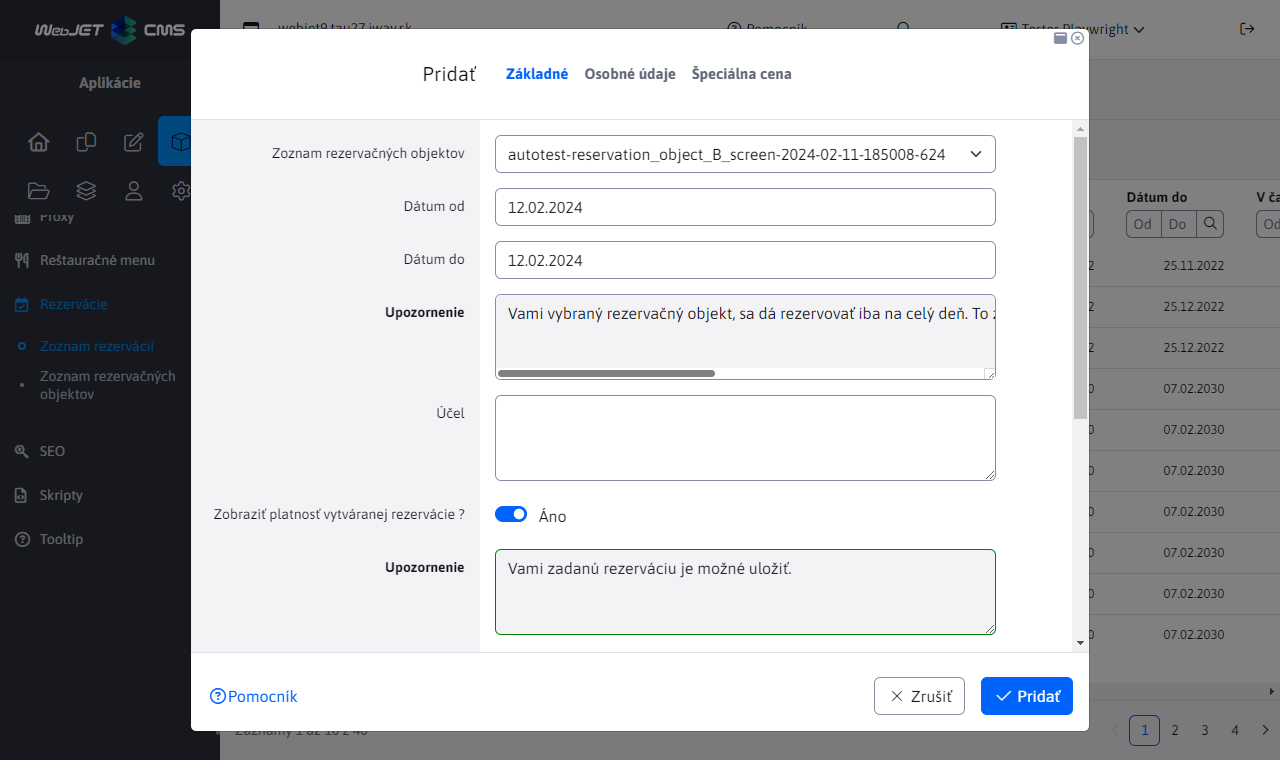 WebJET CMS
webjet9.tau27.iway.sk
Pomocník
Tester Playwright
Aplikácie
Proxy
Reštauračné menu
Rezervácie
Zoznam rezervácií
Zoznam rezervačných
objektov
SEO
Skripty
Tooltip
Pridať
Základné
Osobné údaje
Špeciálna cena
Zoznam rezervačných objektov
autotest-reservation_object_B_screen-2024-02-11-185008-624
Dátum od
12.02.2024
Dátum do
12.02.2024
Upozornenie
Vami vybraný rezervačný objekt, sa dá rezervovať iba na celý deň. To z
Účel
Zobraziť platnosť vytváranej rezervácie ?
Áno
Upozornenie
Vami zadanú rezerváciu je možné uložiť.
Pomocník
Zrušiť
Pridať
Dátum do
V ča
Od
Do
Od
2
25.11.2022
2
25.12.2022
2
25.12.2022
0
07.02.2030
0
07.02.2030
0
07.02.2030
0
07.02.2030
0
07.02.2030
0
07.02.2030
0
07.02.2030
1
2
3
4